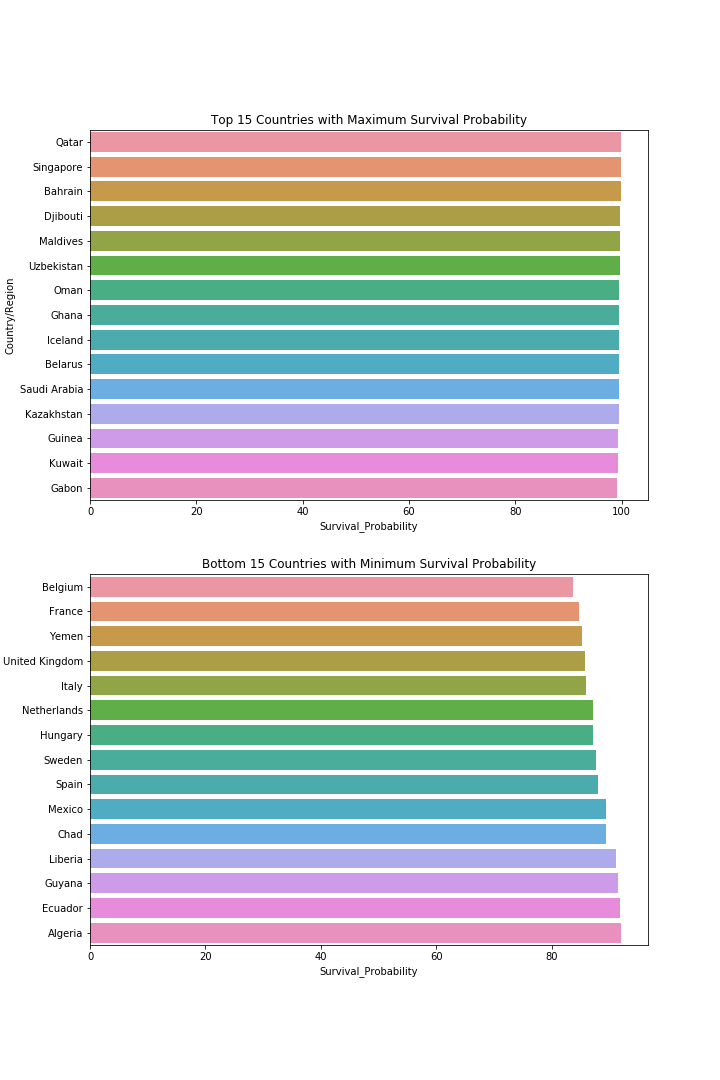 Top 15 Countries with Maximum Survival Probability
Country/Region
Qatar
Singapore
Bahrain
Djibouti
Maldives
Uzbekistan
Oman
Ghana
Iceland
Belarus
Saudi Arabia
Kazakhstan
Guinea
Kuwait
Gabon
0 20 40 60 80 100
Survival_Probability
Bottom 15 Countries with Minimum Survival Probability
Belgium
France
Yemen
United Kingdom
Italy
Netherlands
Hungary
Sweden
Spain
Mexico
Chad
Liberia
Guyana
Ecuador
Algeria
0 20 40 60 80
Survival_Probability